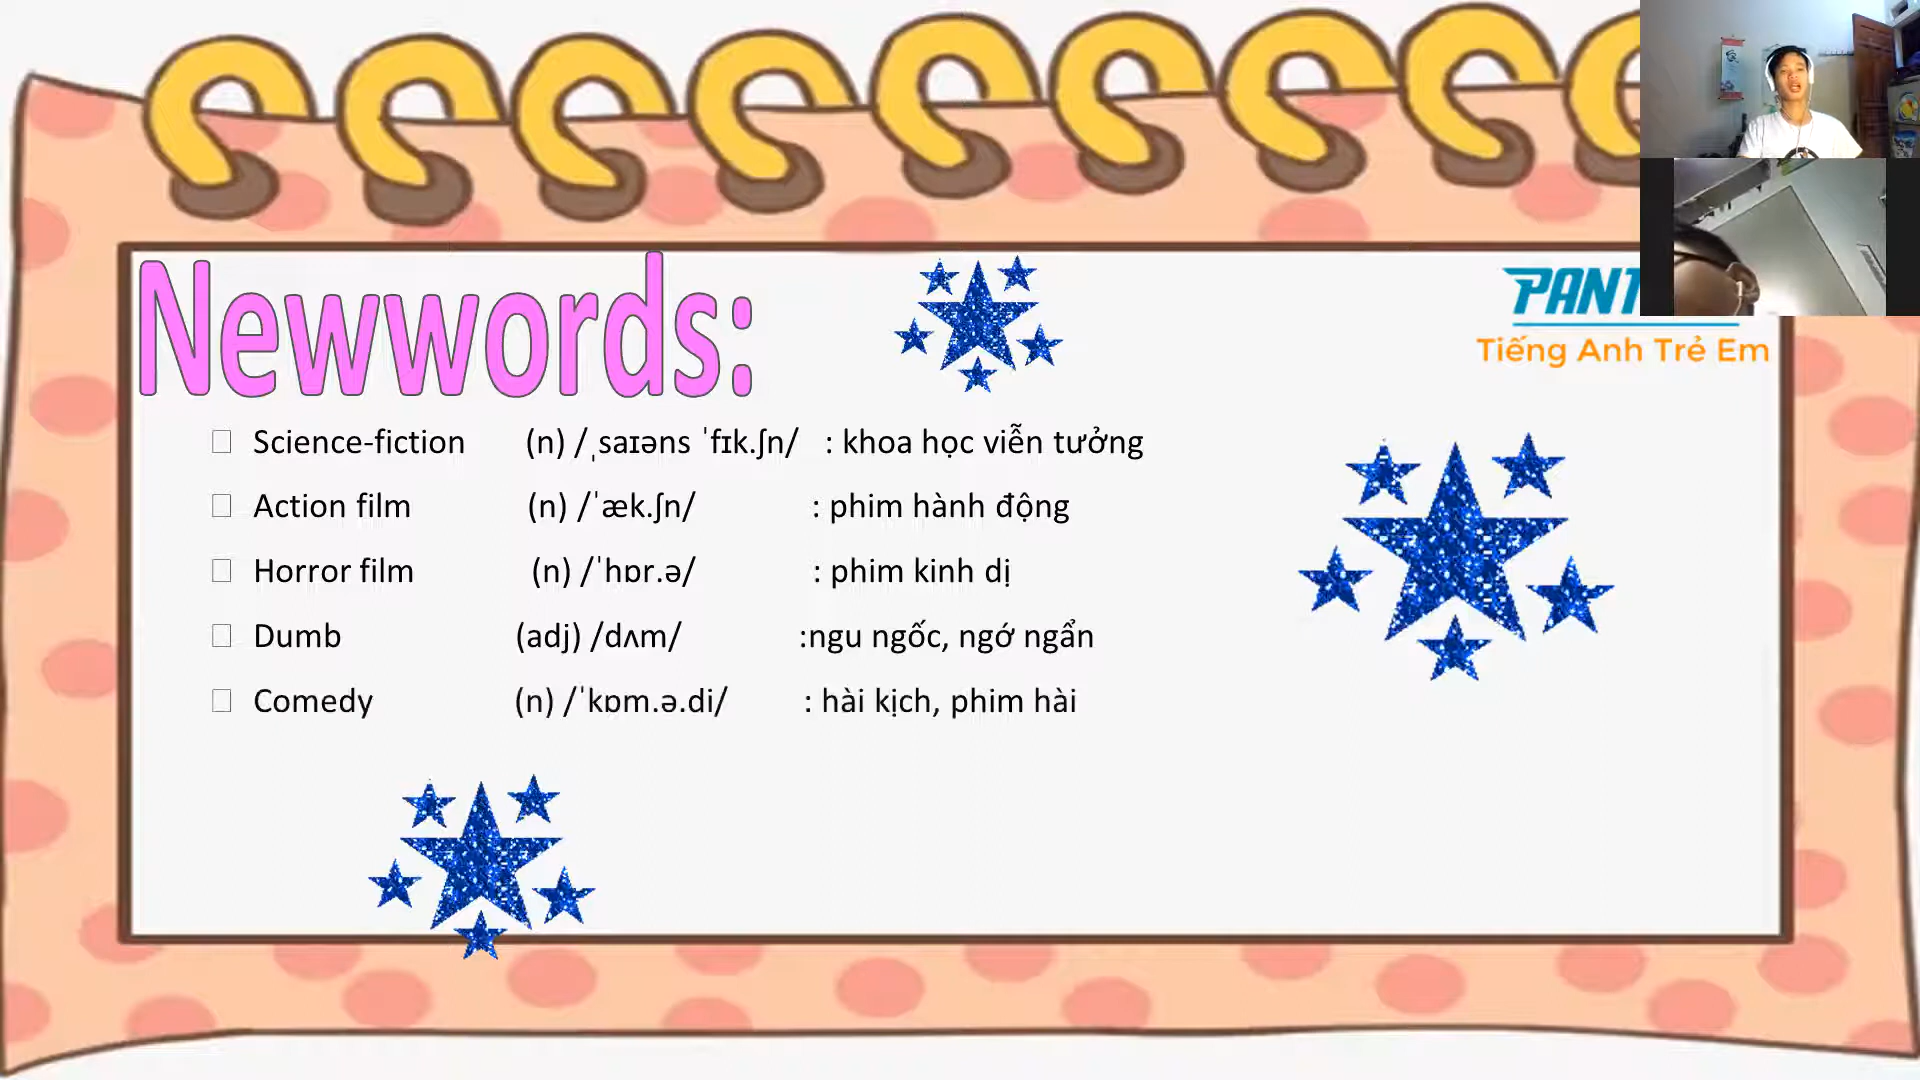 Newwords:
PANT
Tiếng Anh Trẻ Em
Science-fiction (n) /ˌsaɪəns ˈfɪk.ʃn/ : khoa học viễn tưởng
Action film (n) /ˈæk.ʃn/ : phim hành động
Horror film (n) /ˈhɒr.ə/ : phim kinh dị
Dumb (adj) /dʌm/ :ngu ngốc, ngớ ngẩn
Comedy (n) /ˈkɒm.ə.di/ : hài kịch, phim hài